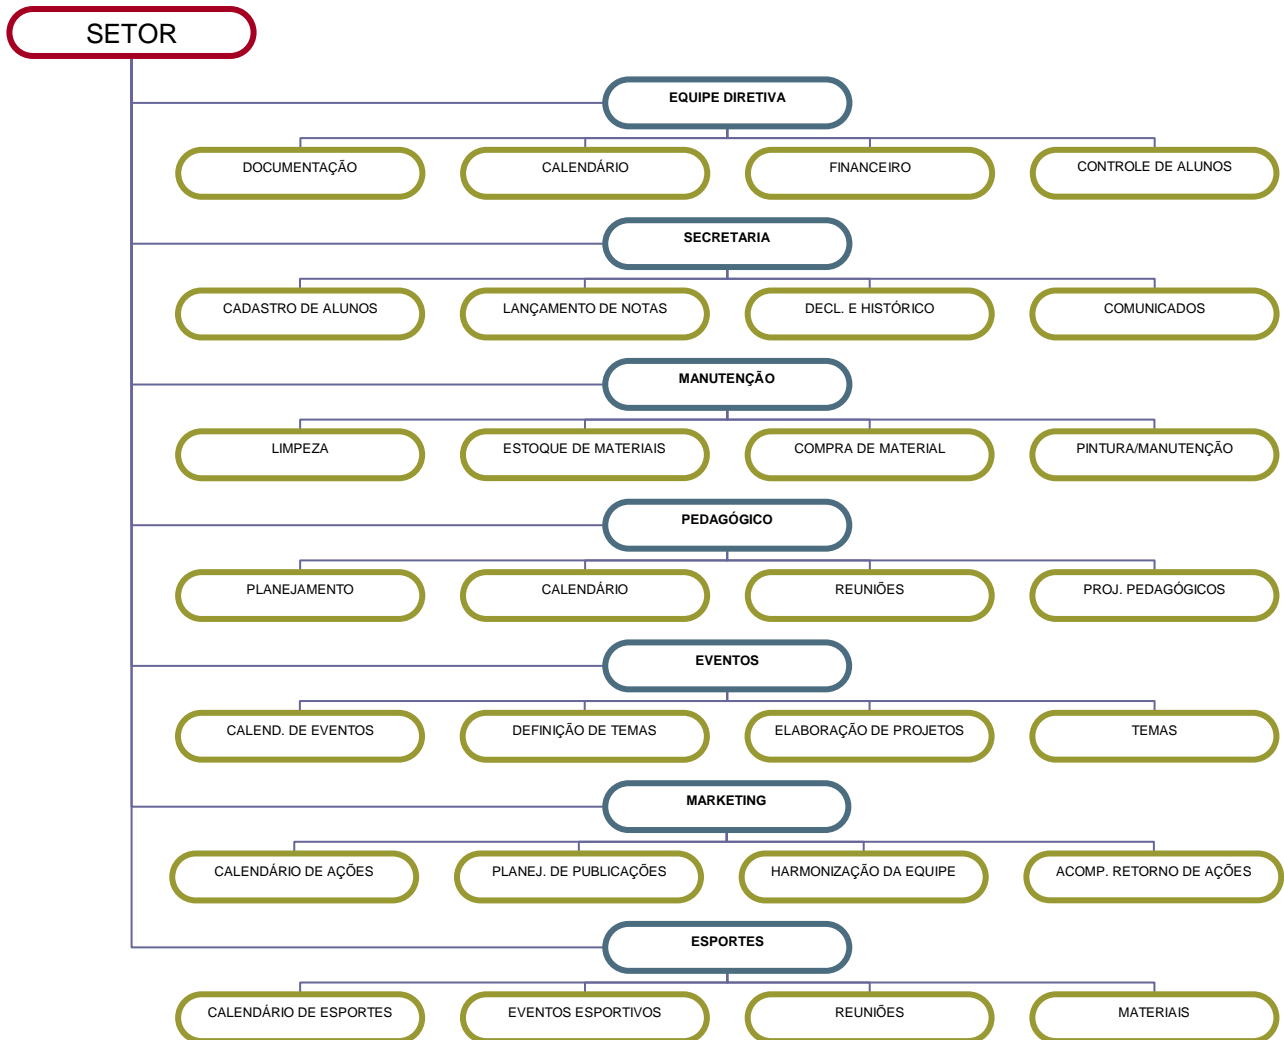 SETOR
EQUIPE DIRETIVA
DOCUMENTAÇÃO
CALENDÁRIO
FINANCEIRO
CONTROLE DE ALUNOS
SECRETARIA
CADASTRO DE ALUNOS
LANÇAMENTO DE NOTAS
DECL. E HISTÓRICO
COMUNICADOS
MANUTENÇÃO
LIMPEZA
ESTOQUE DE MATERIAIS
COMPRA DE MATERIAL
PINTURA/MANUTENÇÃO
PEDAGÓGICO
PLANEJAMENTO
CALENDÁRIO
REUNIÕES
PROJ. PEDAGÓGICOS
EVENTOS
CALEND. DE EVENTOS
DEFINIÇÃO DE TEMAS
ELABORAÇÃO DE PROJETOS
TEMAS
MARKETING
CALENDÁRIO DE AÇÕES
PLANEJ. DE PUBLICAÇÕES
HARMONIZAÇÃO DA EQUIPE
ACOMP. RETORNO DE AÇÕES
ESPORTES
CALENDÁRIO DE ESPORTES
EVENTOS ESPORTIVOS
REUNIÕES
MATERIAIS